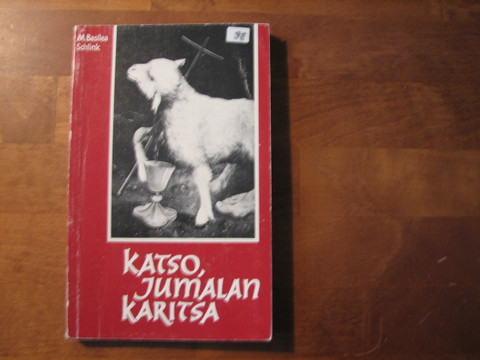 M. Basilea
Schlink
KATSO,
JUMALAN
KARITSA